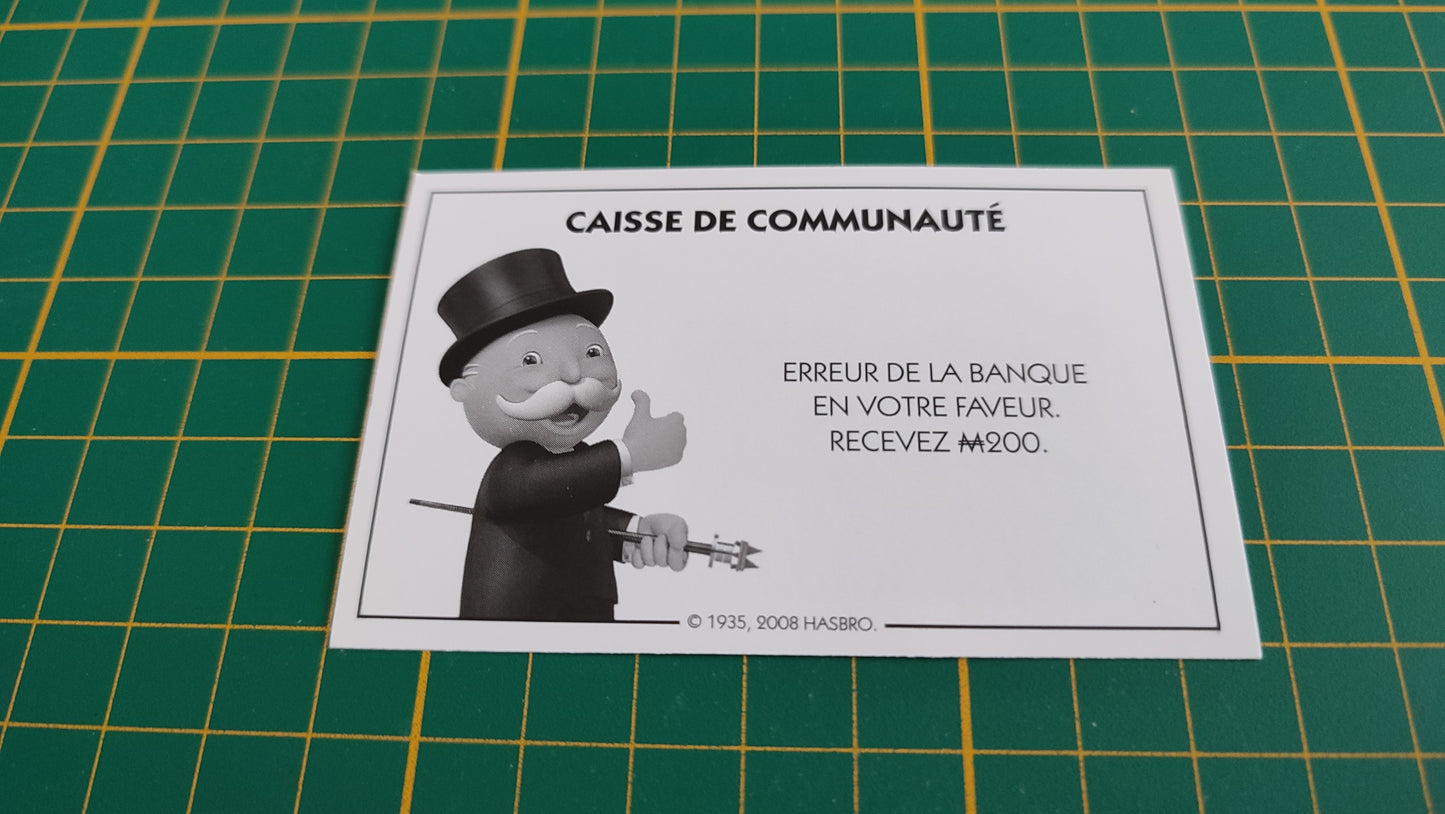 CAISSE DE COMMUNAUTÉ
ERREUR DE LA BANQUE
EN VOTRE FAVEUR.
RECEVEZ ₩200.
© 1935, 2008 HASBRO.